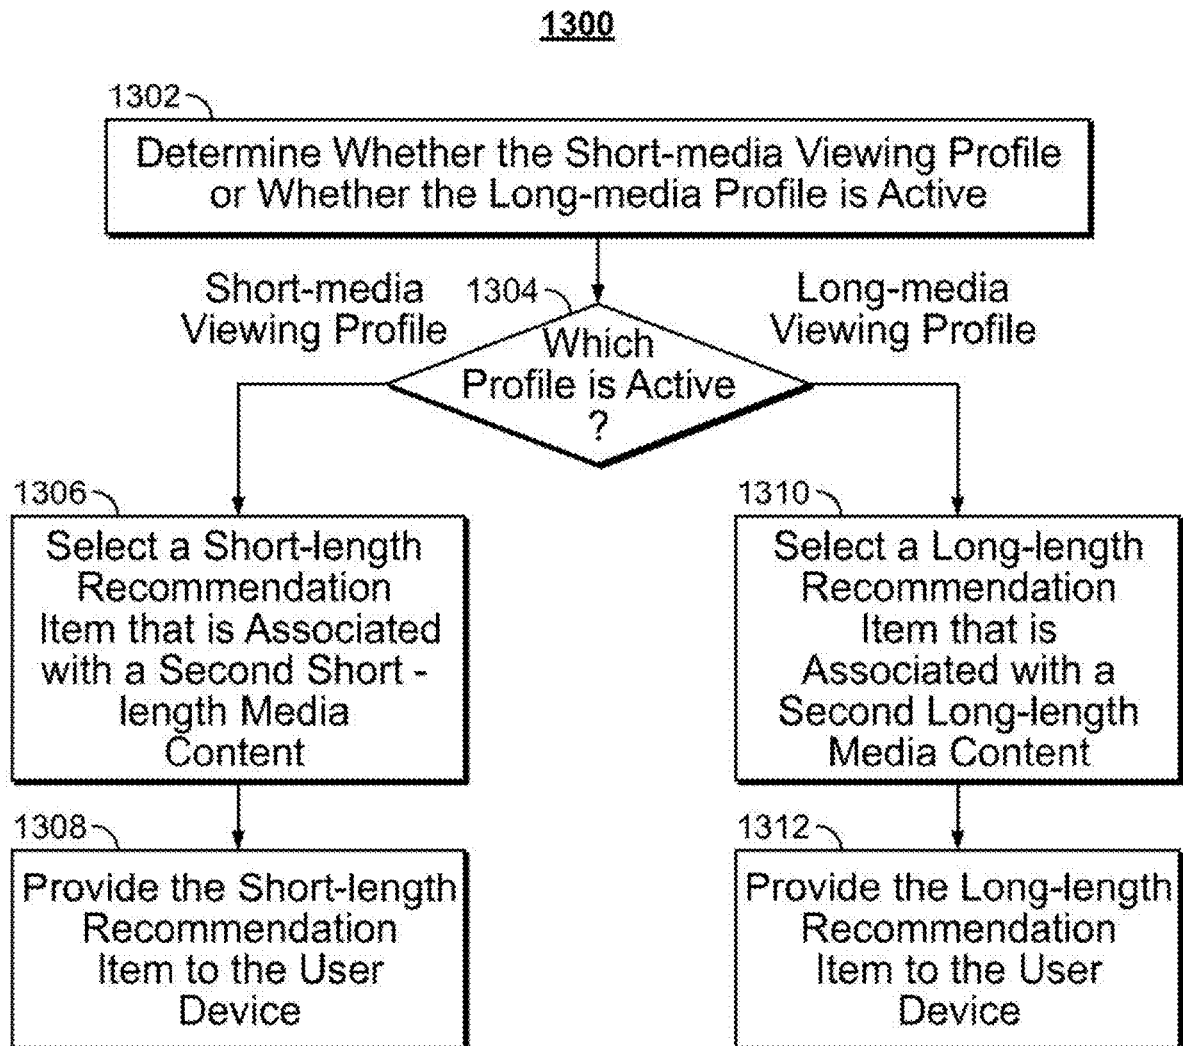 1300
1302
Determine Whether the Short-media Viewing Profile
or Whether the Long-media Profile is Active
Short-media
Viewing Profile
1304
Long-media
Viewing Profile
Which
Profile is Active
?
1306
Select a Short-length
Recommendation
Item that is Associated
with a Second Short -
length Media
Content
1310
Select a Long-length
Recommendation
Item that is
Associated with a
Second Long-length
Media Content
1308
Provide the Short-length
Recommendation
Item to the User
Device
1312
Provide the Long-length
Recommendation
Item to the User
Device